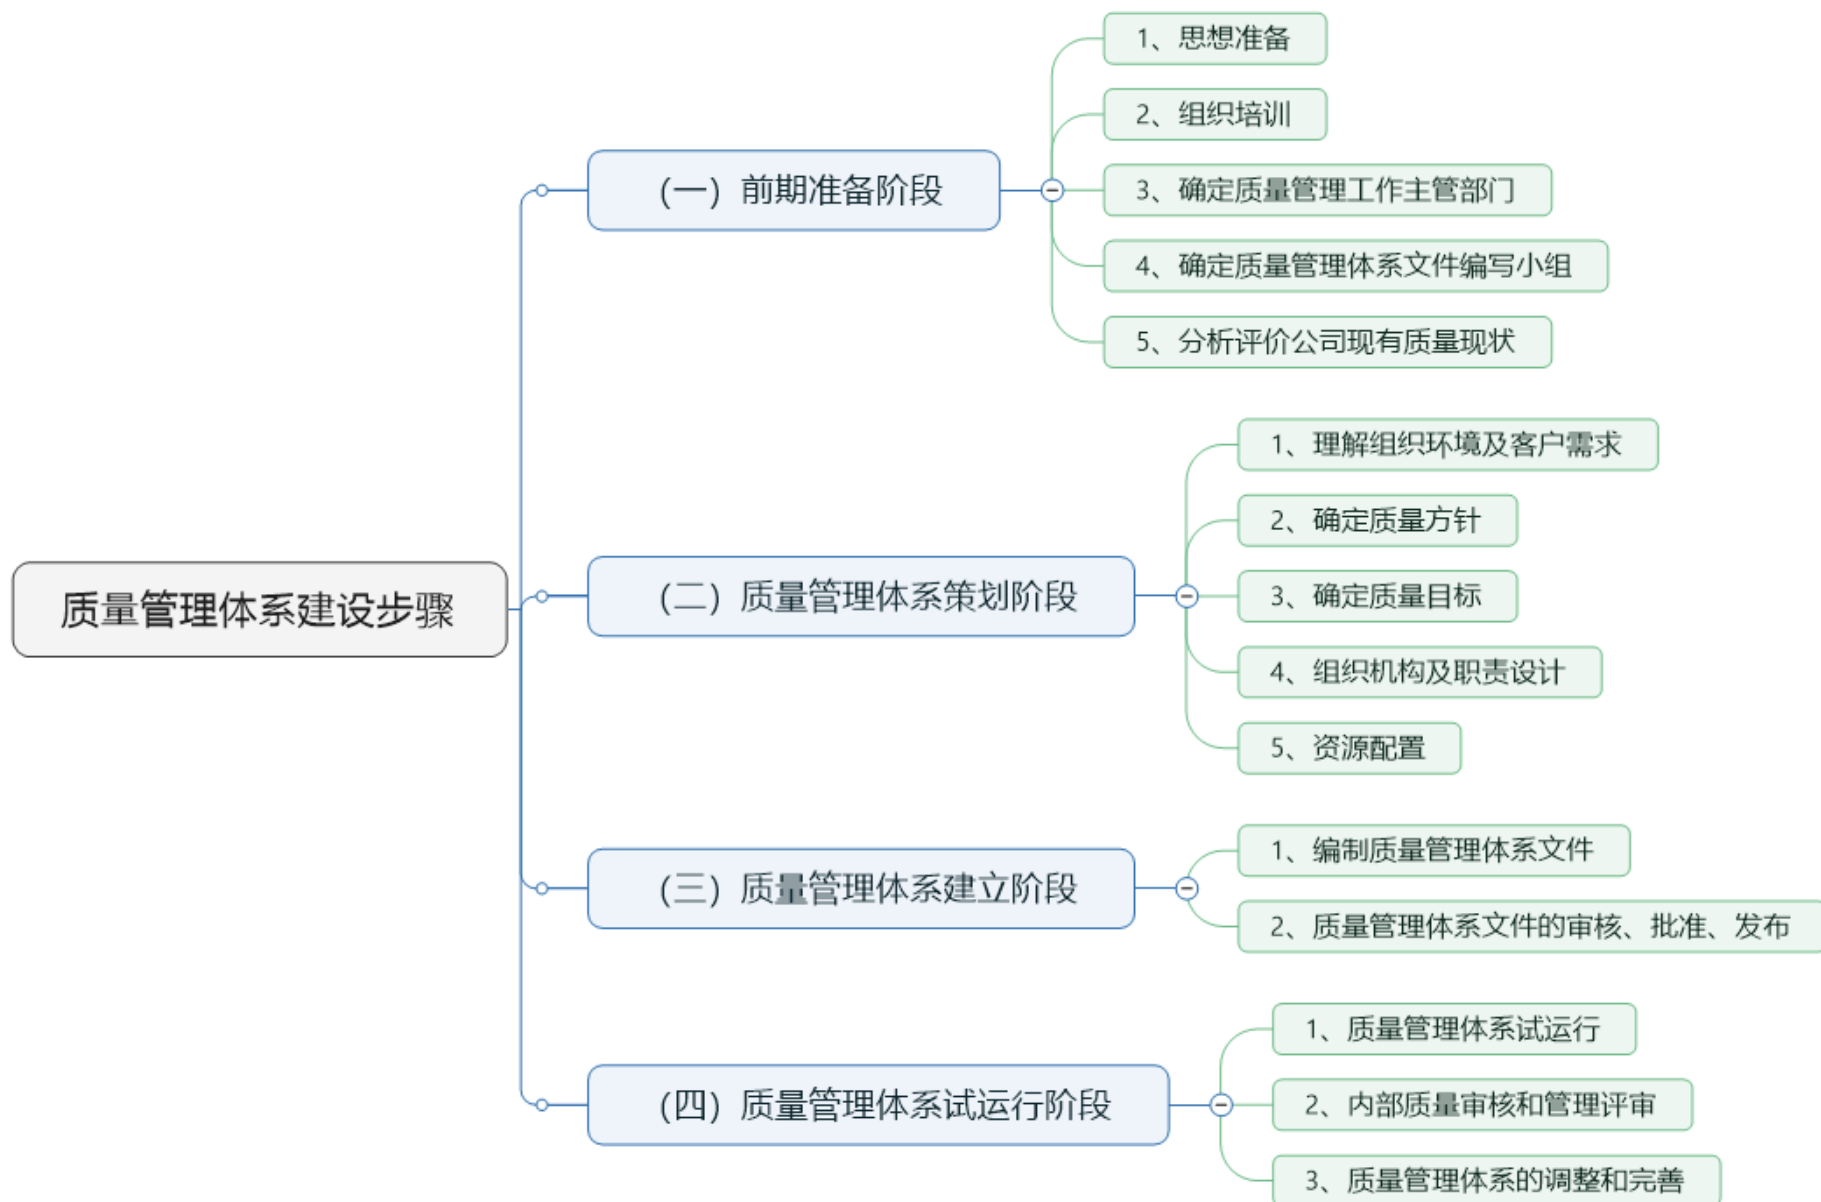 质量管理体系建设步骤
（一）前期准备阶段
1、思想准备
2、组织培训
3、确定质量管理工作主管部门
4、确定质量管理体系文件编写小组
5、分析评价公司现有质量现状
（二）质量管理体系策划阶段
1、理解组织环境及客户需求
2、确定质量方针
3、确定质量目标
4、组织机构及职责设计
5、资源配置
（三）质量管理体系建立阶段
1、编制质量管理体系文件
2、质量管理体系文件的审核、批准、发布
（四）质量管理体系试运行阶段
1、质量管理体系试运行
2、内部质量审核和管理评审
3、质量管理体系的调整和完善